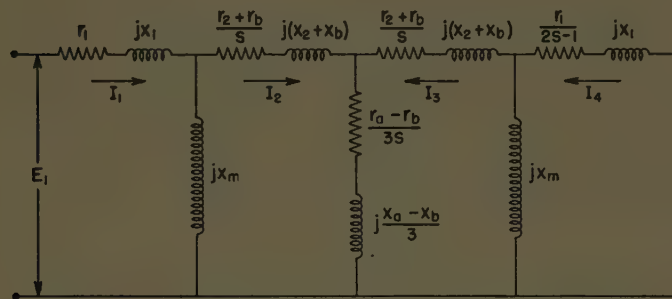 r₁
jx₁
r₂ + r_b / S
j(x₂ + x_b)
r₂ + r_b / S
j(x₂ + x_b)
r₁ / 2S-1
jx₁
I₁
I₂
I₃
I₄
r_a - r_b / 3S
E₁
jx_m
jx_m
j x_a - x_b / 3